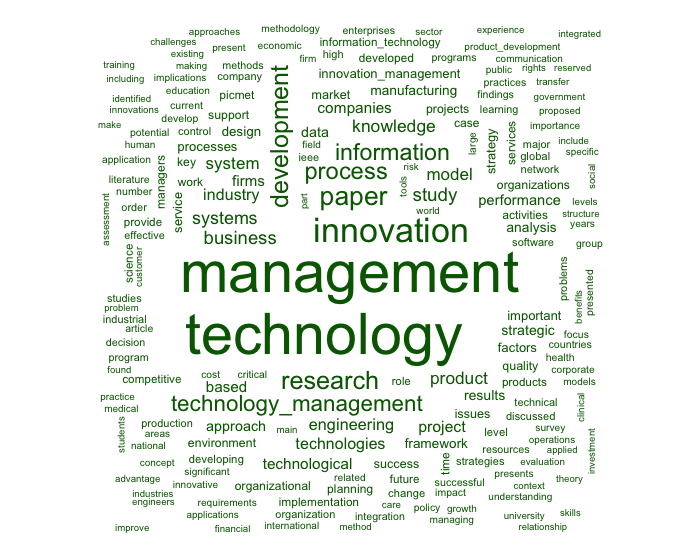 approaches methodology enterprises sector experience integrated
challenges economic information_technology product_development
existing present firm high developed programs communication
training making methods innovation_management public rights reserved
including implications company manufacturing practices transfer
identified education picmet market findings government
innovations current support companies projects learning proposed
make develop knowledge case importance
potential control design data strategy services
human processes development field information large major include
application key system ieee process risk model global specific
literature managers work firms tools network social
number industry part paper study organizations levels
order service world performance structure
assessment provide systems innovation activities years
effective business analysis software group
science customer management problems presented
studies benefits
problem important
industrial technology strategic focus
article factors countries
decision health
program quality corporate
found cost critical research role product products models
competitive based
practice technology_management results technical clinical
medical issues discussed
students production approach main engineering project level survey
areas operations
national environment technologies framework resources applied investment
concept developing technological success time strategies evaluation
significant presents theory
advantage innovative organizational related future successful context
industries planning change impact understanding
engineers requirements implementation care policy growth
applications organization integration managing university skills
improve financial international method relationship